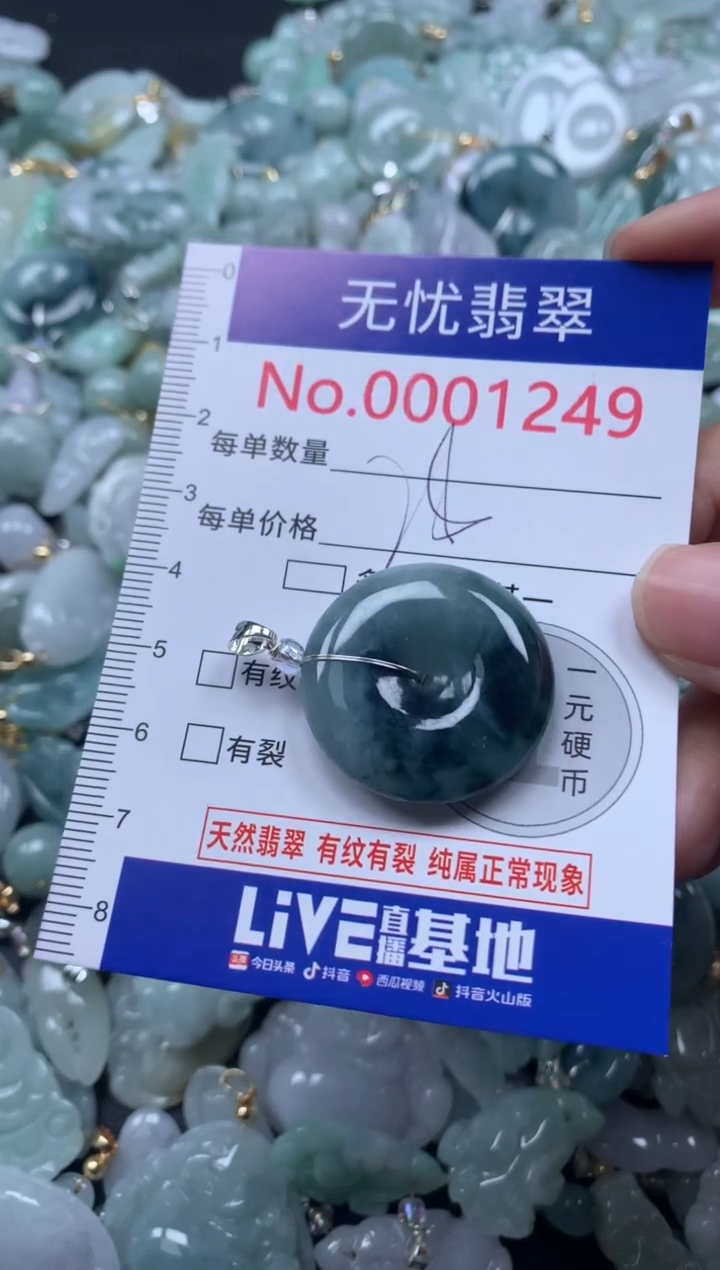 0
无忧翡翠
1
No.0001249
2
每单数量
3
每单价格
4
5
有纹
一元硬币
6
有裂
7
天然翡翠 有纹有裂 纯属正常现象
8
LiVE直播基地
今日头条 抖音 西瓜视频 抖音火山版